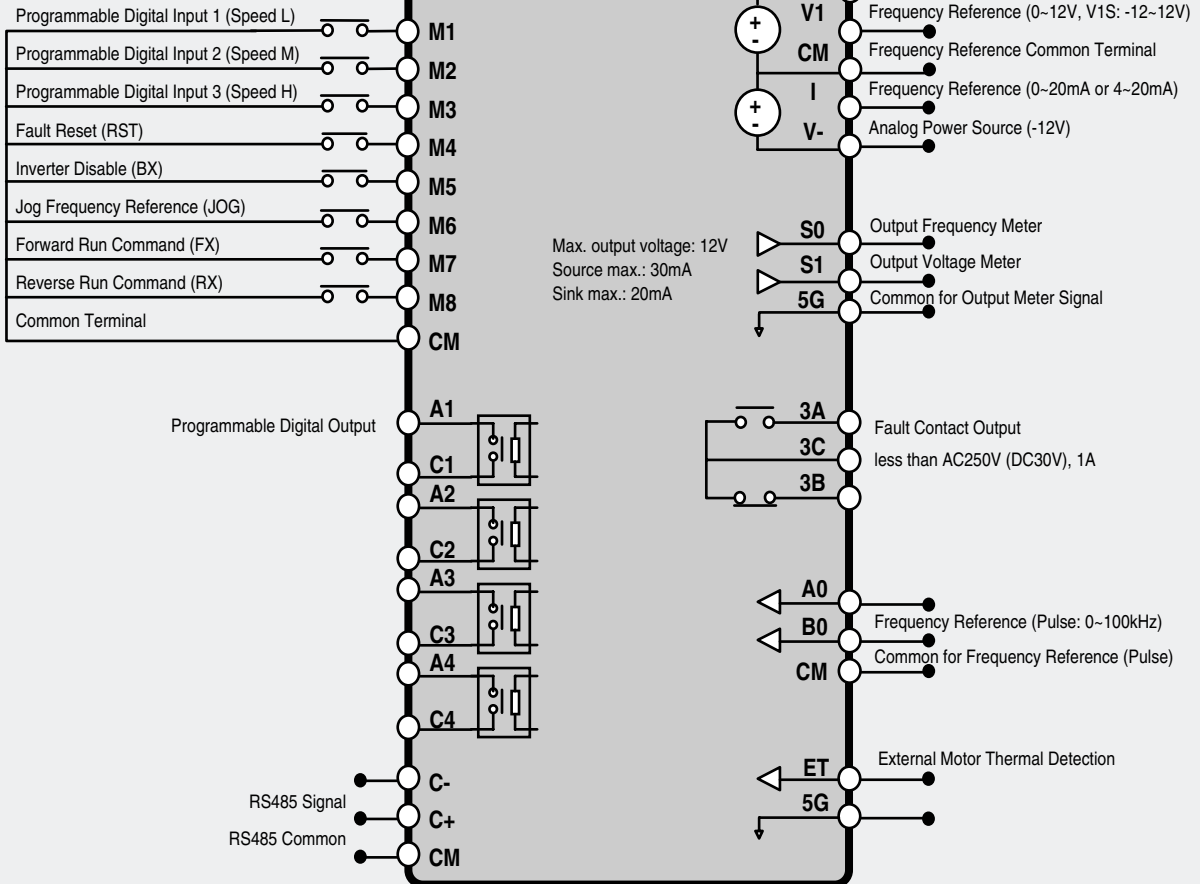 Programmable Digital Input 1 (Speed L)
M1
Programmable Digital Input 2 (Speed M)
M2
Programmable Digital Input 3 (Speed H)
M3
Fault Reset (RST)
M4
Inverter Disable (BX)
M5
Jog Frequency Reference (JOG)
M6
Forward Run Command (FX)
M7
Reverse Run Command (RX)
M8
Common Terminal
CM
Programmable Digital Output
A1
C1
A2
C2
A3
C3
A4
C4
C-
RS485 Signal
C+
RS485 Common
CM
Max. output voltage: 12V
Source max.: 30mA
Sink max.: 20mA
+
-
+
-
V1
Frequency Reference (0~12V, V1S: -12~12V)
CM
Frequency Reference Common Terminal
I
Frequency Reference (0~20mA or 4~20mA)
V-
Analog Power Source (-12V)
S0
Output Frequency Meter
S1
Output Voltage Meter
5G
Common for Output Meter Signal
3A
Fault Contact Output
3C
less than AC250V (DC30V), 1A
3B
A0
B0
Frequency Reference (Pulse: 0~100kHz)
CM
Common for Frequency Reference (Pulse)
ET
External Motor Thermal Detection
5G